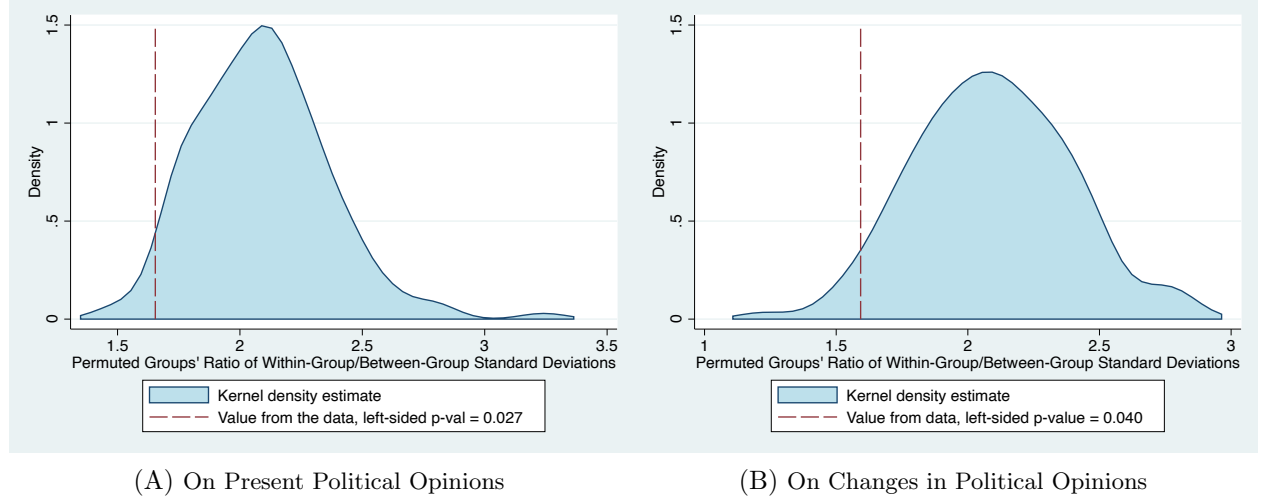 1.5
1
.5
0
Density
1.5
2
2.5
3
3.5
Permuted Groups' Ratio of Within-Group/Between-Group Standard Deviations
Kernel density estimate
Value from the data, left-sided p-val = 0.027
(A) On Present Political Opinions
1.5
1
.5
0
Density
1
1.5
2
2.5
3
Permuted Groups' Ratio of Within-Group/Between-Group Standard Deviations
Kernel density estimate
Value from data, left-sided p-value = 0.040
(B) On Changes in Political Opinions